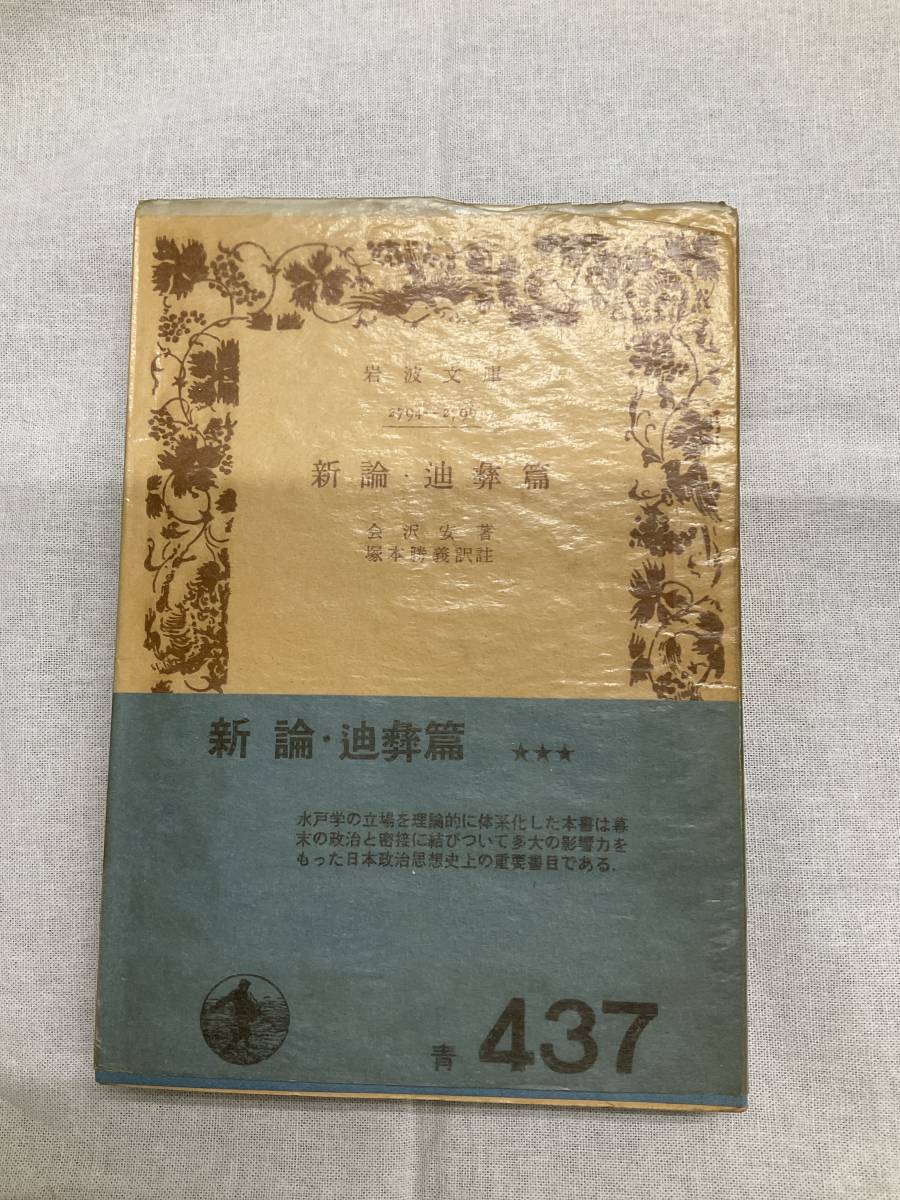 岩波文庫
2794-2796
新論・迪彝篇
会沢安著
塚本勝義訳註
新論・迪彝篇 ★★★
水戸学の立場を理論的に体系化した本書は幕
末の政治と密接に結びついて多大の影響力を
もった日本政治思想史上の重要書目である.
青 437